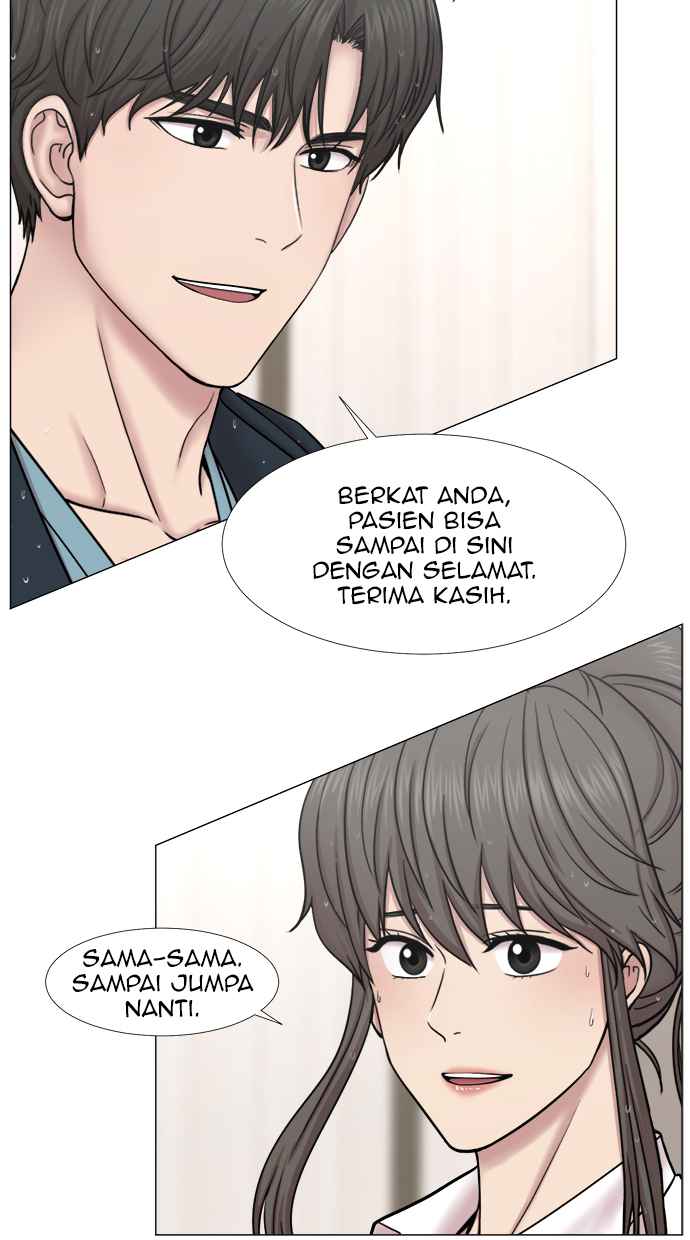 BERKAT ANDA,
PASIEN BISA
SAMPAI DI SINI
DENGAN SELAMAT.
TERIMA KASIH.
SAMA-SAMA.
SAMPAI JUMPA
NANTI.